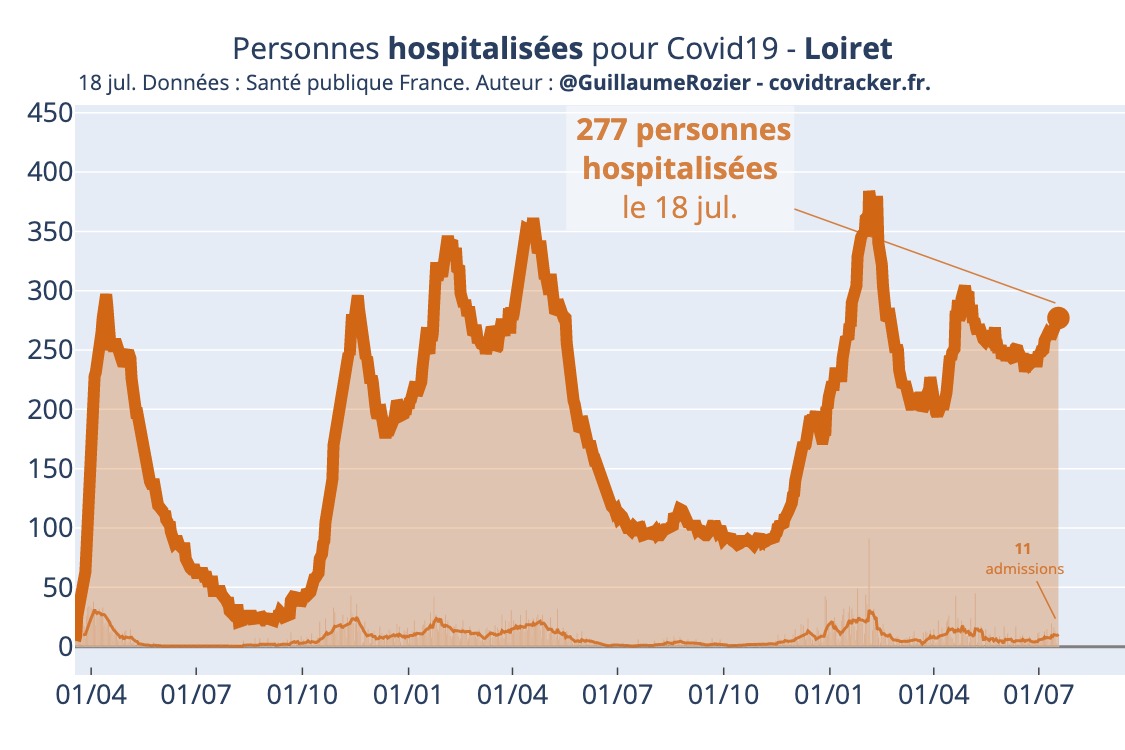 Personnes hospitalisées pour Covid19 - Loiret
18 jul. Données : Santé publique France. Auteur : @GuillaumeRozier - covidtracker.fr.
450
277 personnes
hospitalisées
le 18 jul.
400
350
300
250
200
150
100
50
0
11
admissions
01/04 01/07 01/10 01/01 01/04 01/07 01/10 01/01 01/04 01/07